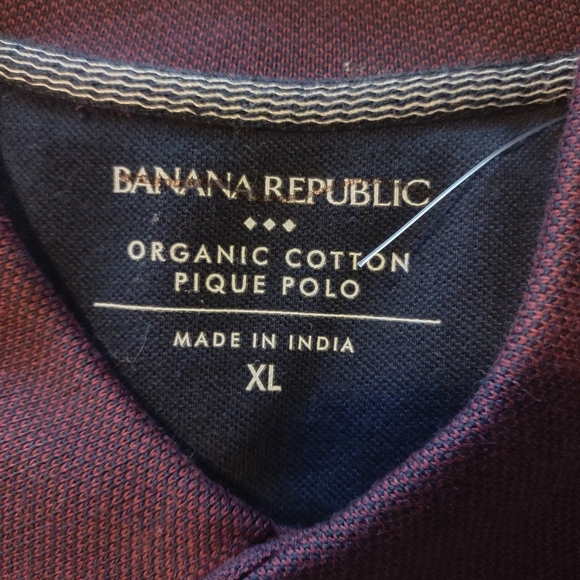 BANANA REPUBLIC
ORGANIC COTTON
PIQUE POLO
MADE IN INDIA
XL